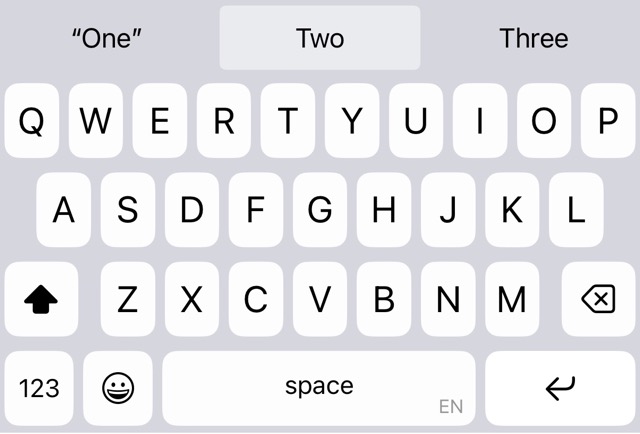 “One” Two Three
Q W E R T Y U I O P
A S D F G H J K L
Z X C V B N M
123 space EN